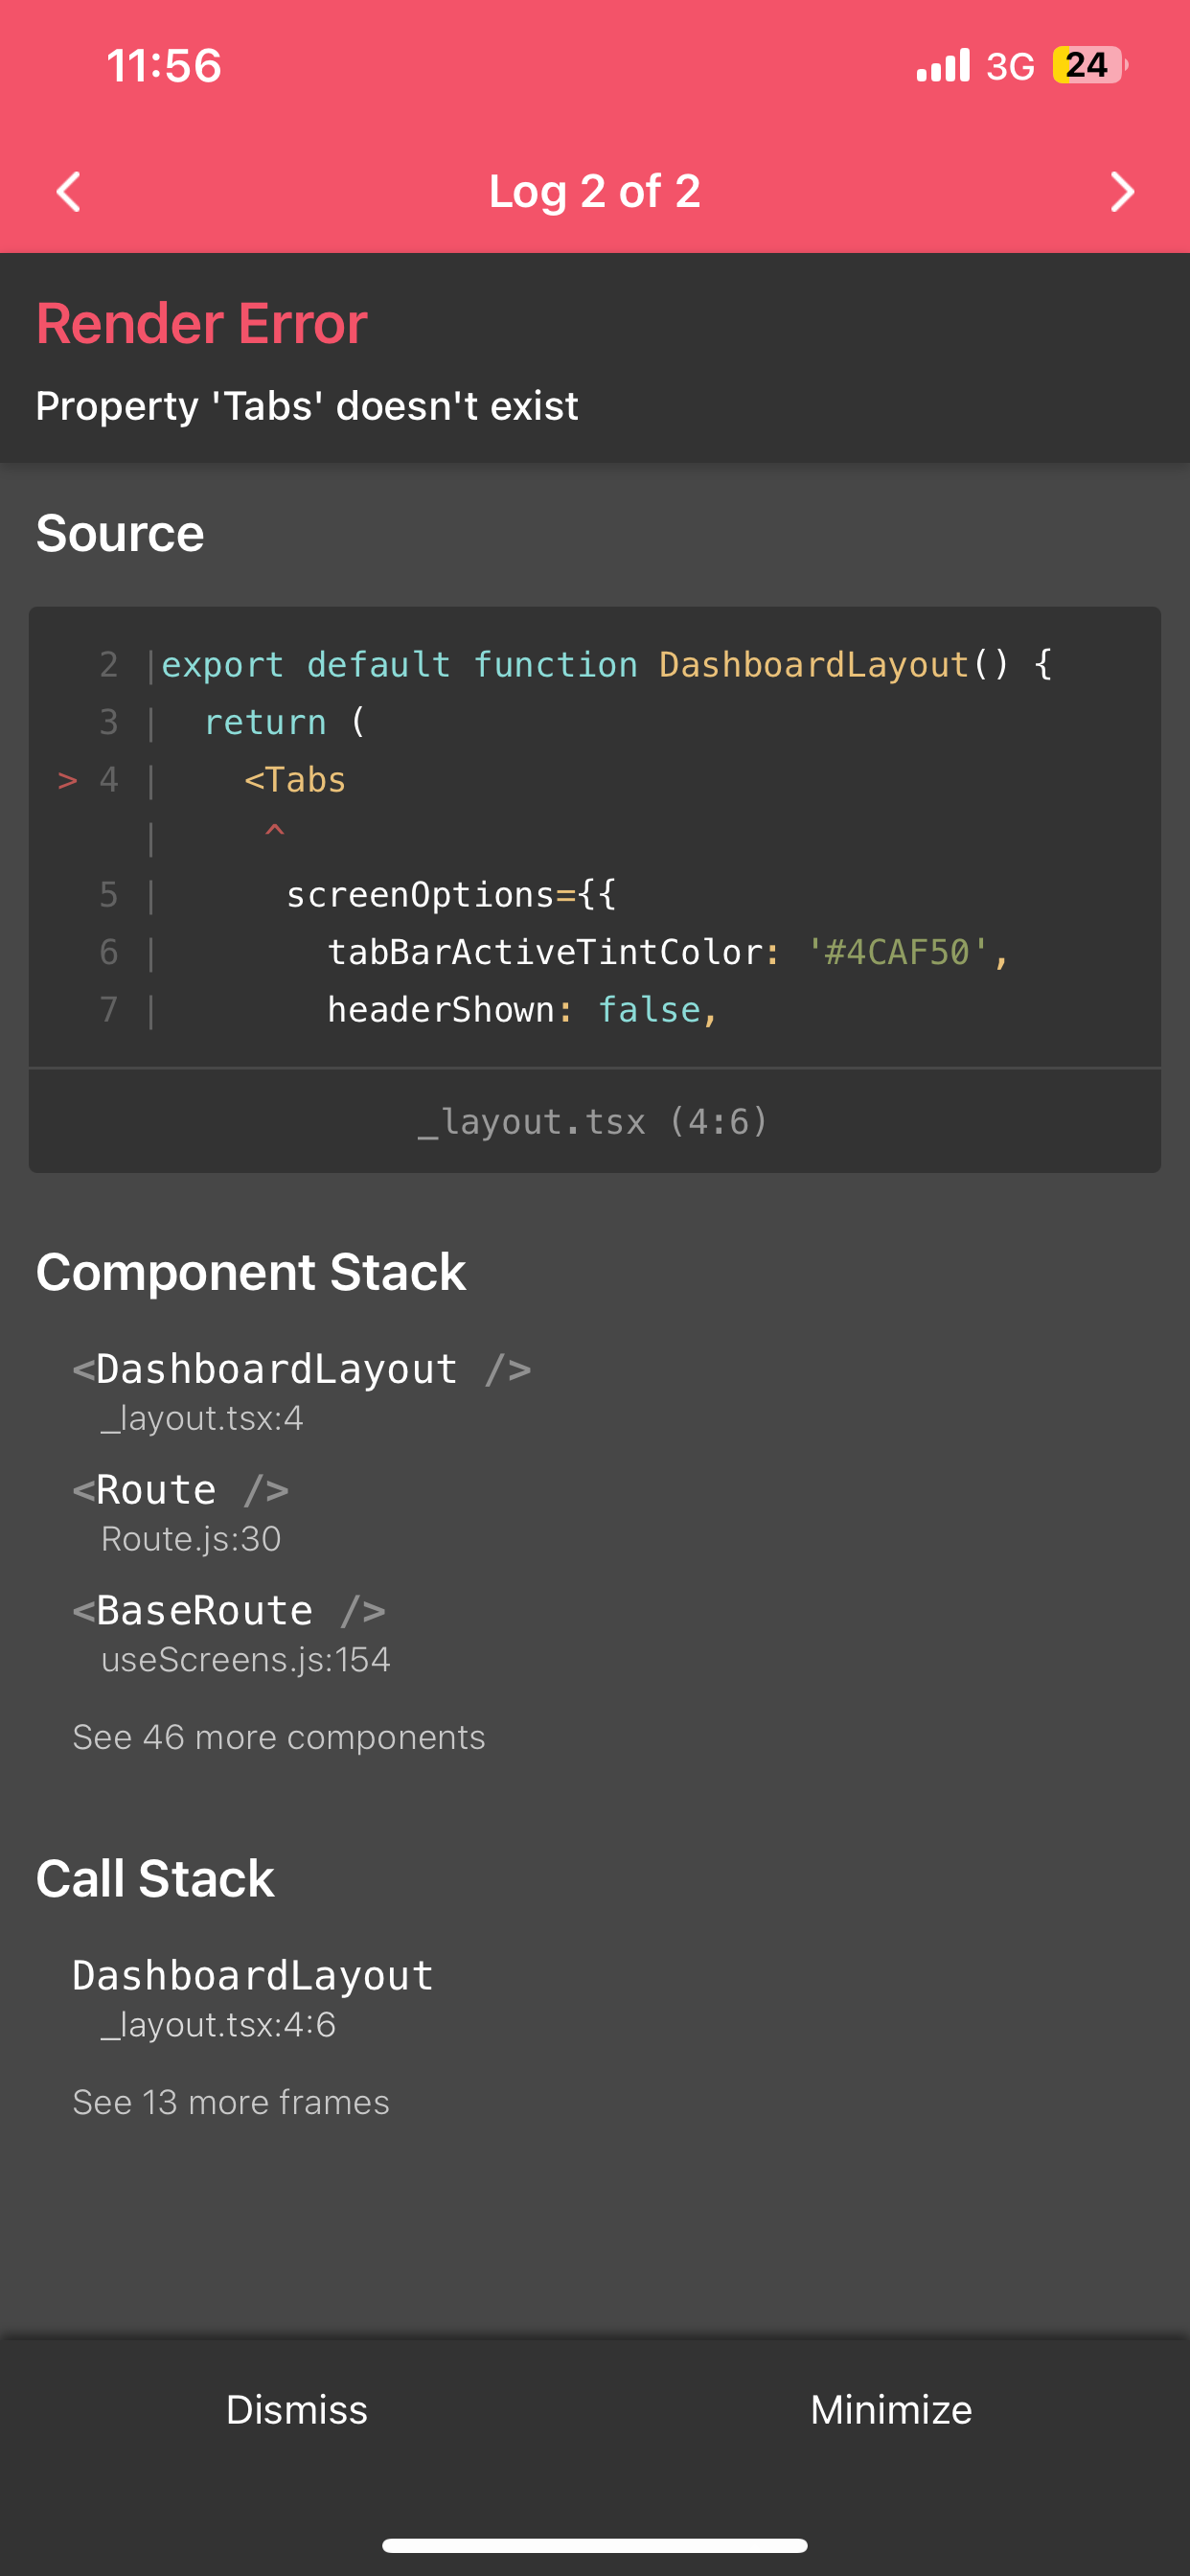 11:56 3G 24
Log 2 of 2
Render Error
Property 'Tabs' doesn't exist
Source
2 |export default function DashboardLayout() {
3 |  return (
> 4 |    <Tabs
|     ^
5 |      screenOptions={{
6 |        tabBarActiveTintColor: '#4CAF50',
7 |        headerShown: false,
_layout.tsx (4:6)
Component Stack
<DashboardLayout />
_layout.tsx:4
<Route />
Route.js:30
<BaseRoute />
useScreens.js:154
See 46 more components
Call Stack
DashboardLayout
_layout.tsx:4:6
See 13 more frames
Dismiss Minimize